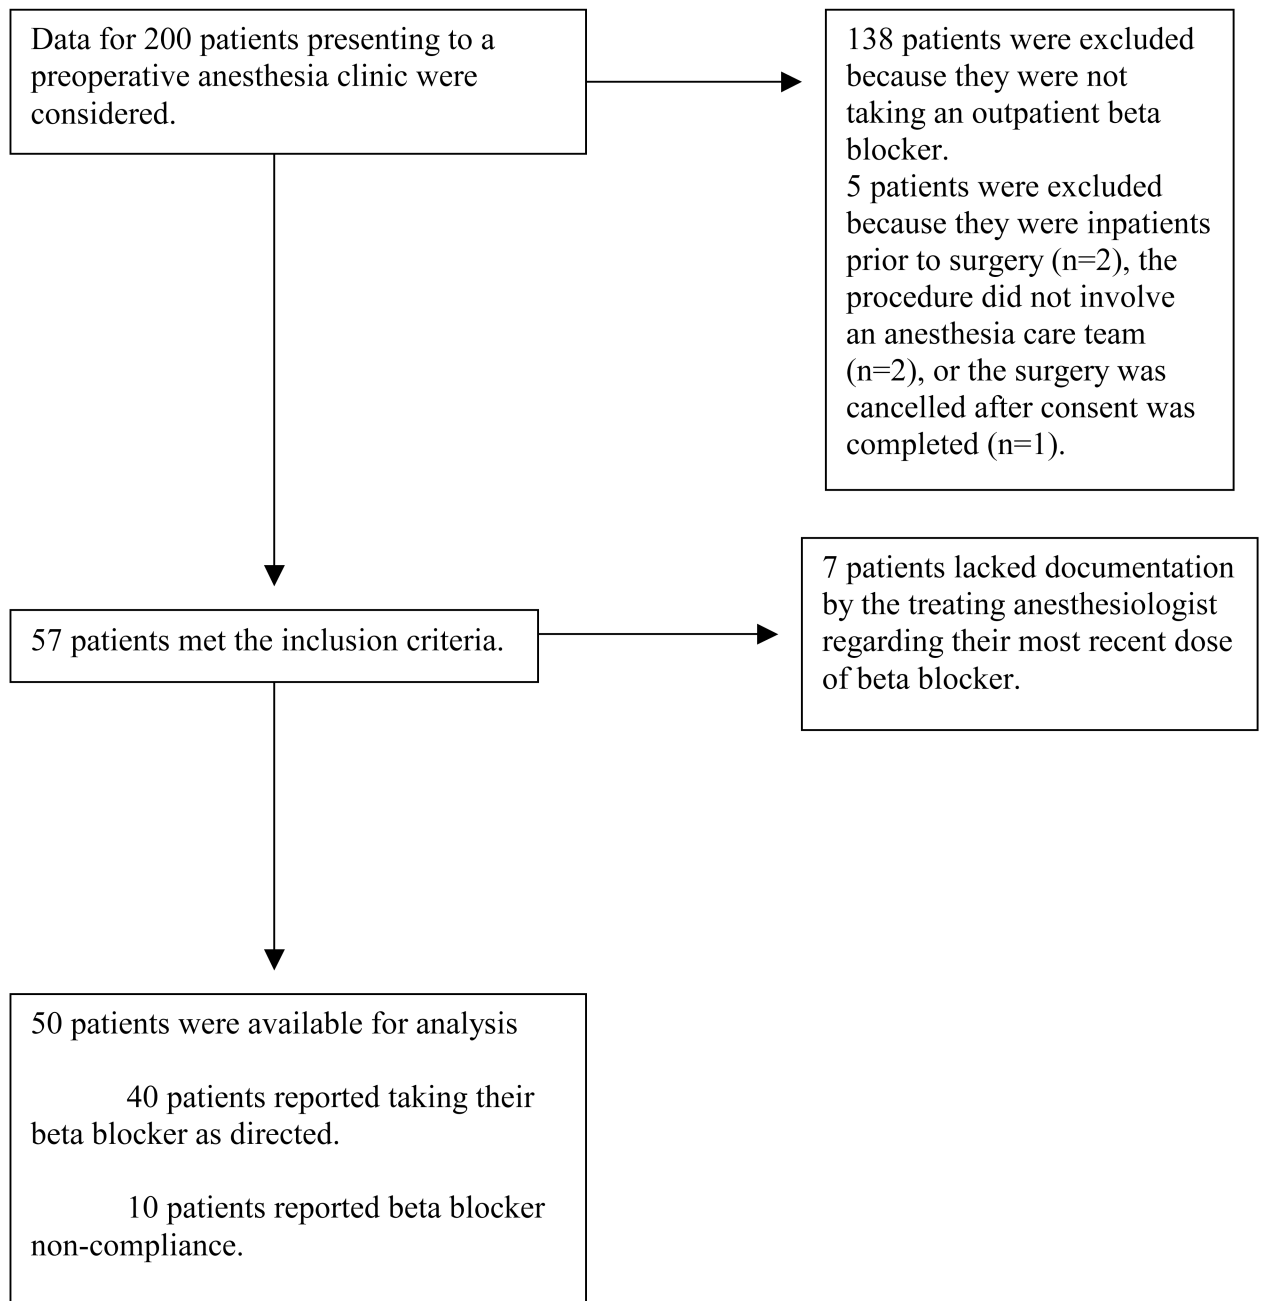 Data for 200 patients presenting to a
preoperative anesthesia clinic were
considered.
138 patients were excluded
because they were not
taking an outpatient beta
blocker.
5 patients were excluded
because they were inpatients
prior to surgery (n=2), the
procedure did not involve
an anesthesia care team
(n=2), or the surgery was
cancelled after consent was
completed (n=1).
57 patients met the inclusion criteria.
7 patients lacked documentation
by the treating anesthesiologist
regarding their most recent dose
of beta blocker.
50 patients were available for analysis
40 patients reported taking their
beta blocker as directed.
10 patients reported beta blocker
non-compliance.